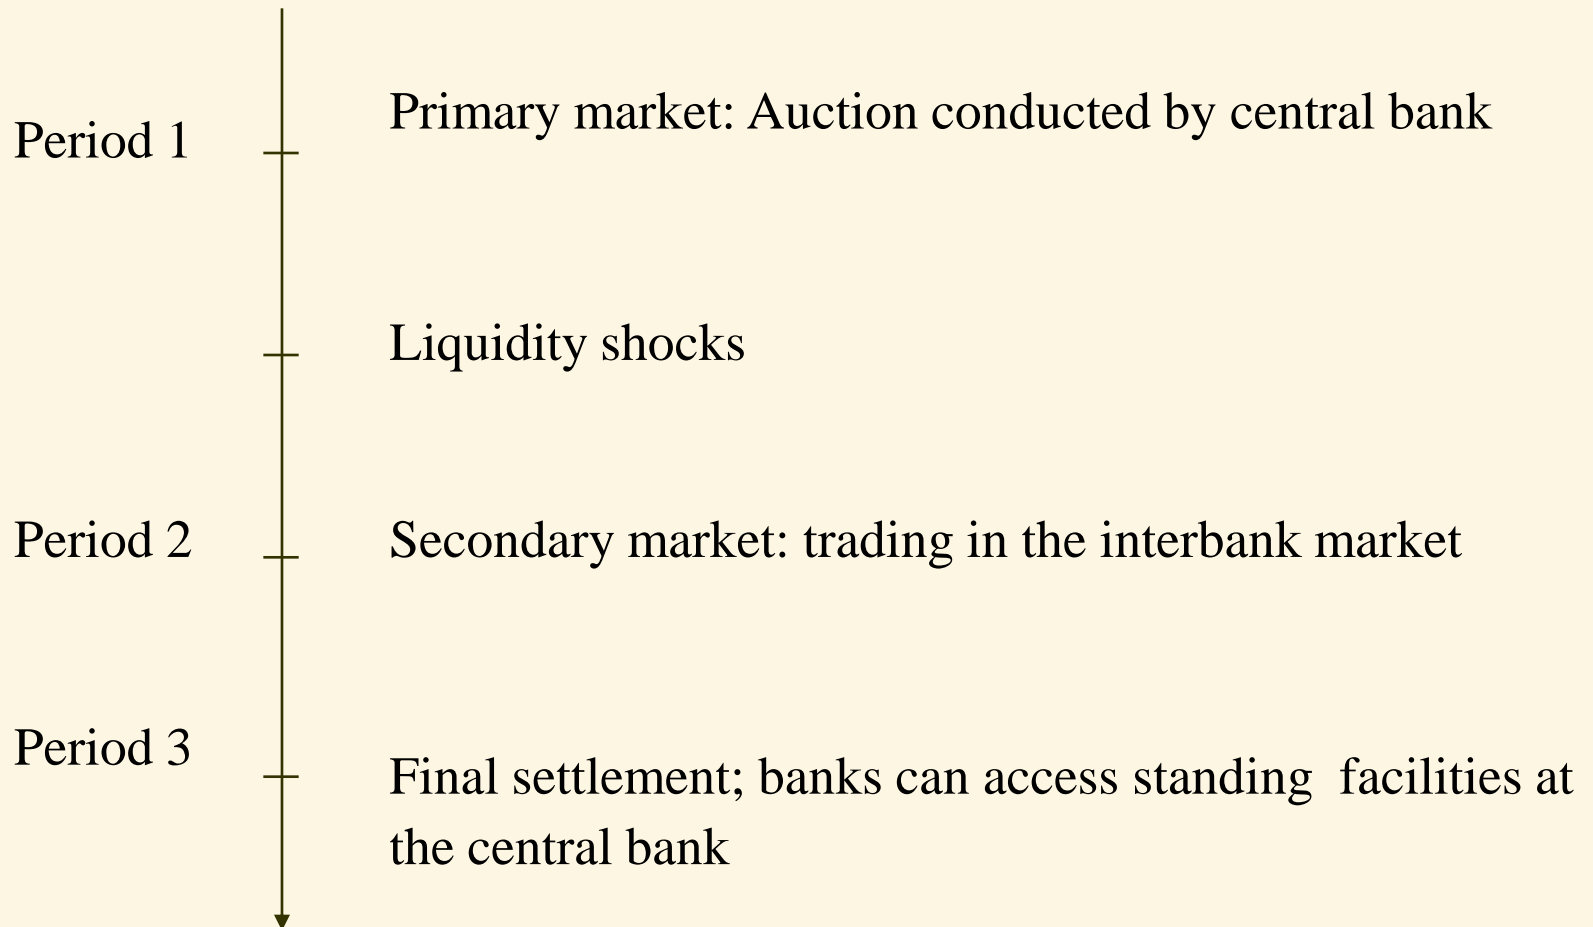 Primary market: Auction conducted by central bank
Period 1
Liquidity shocks
Period 2
Secondary market: trading in the interbank market
Period 3
Final settlement; banks can access standing  facilities at
the central bank